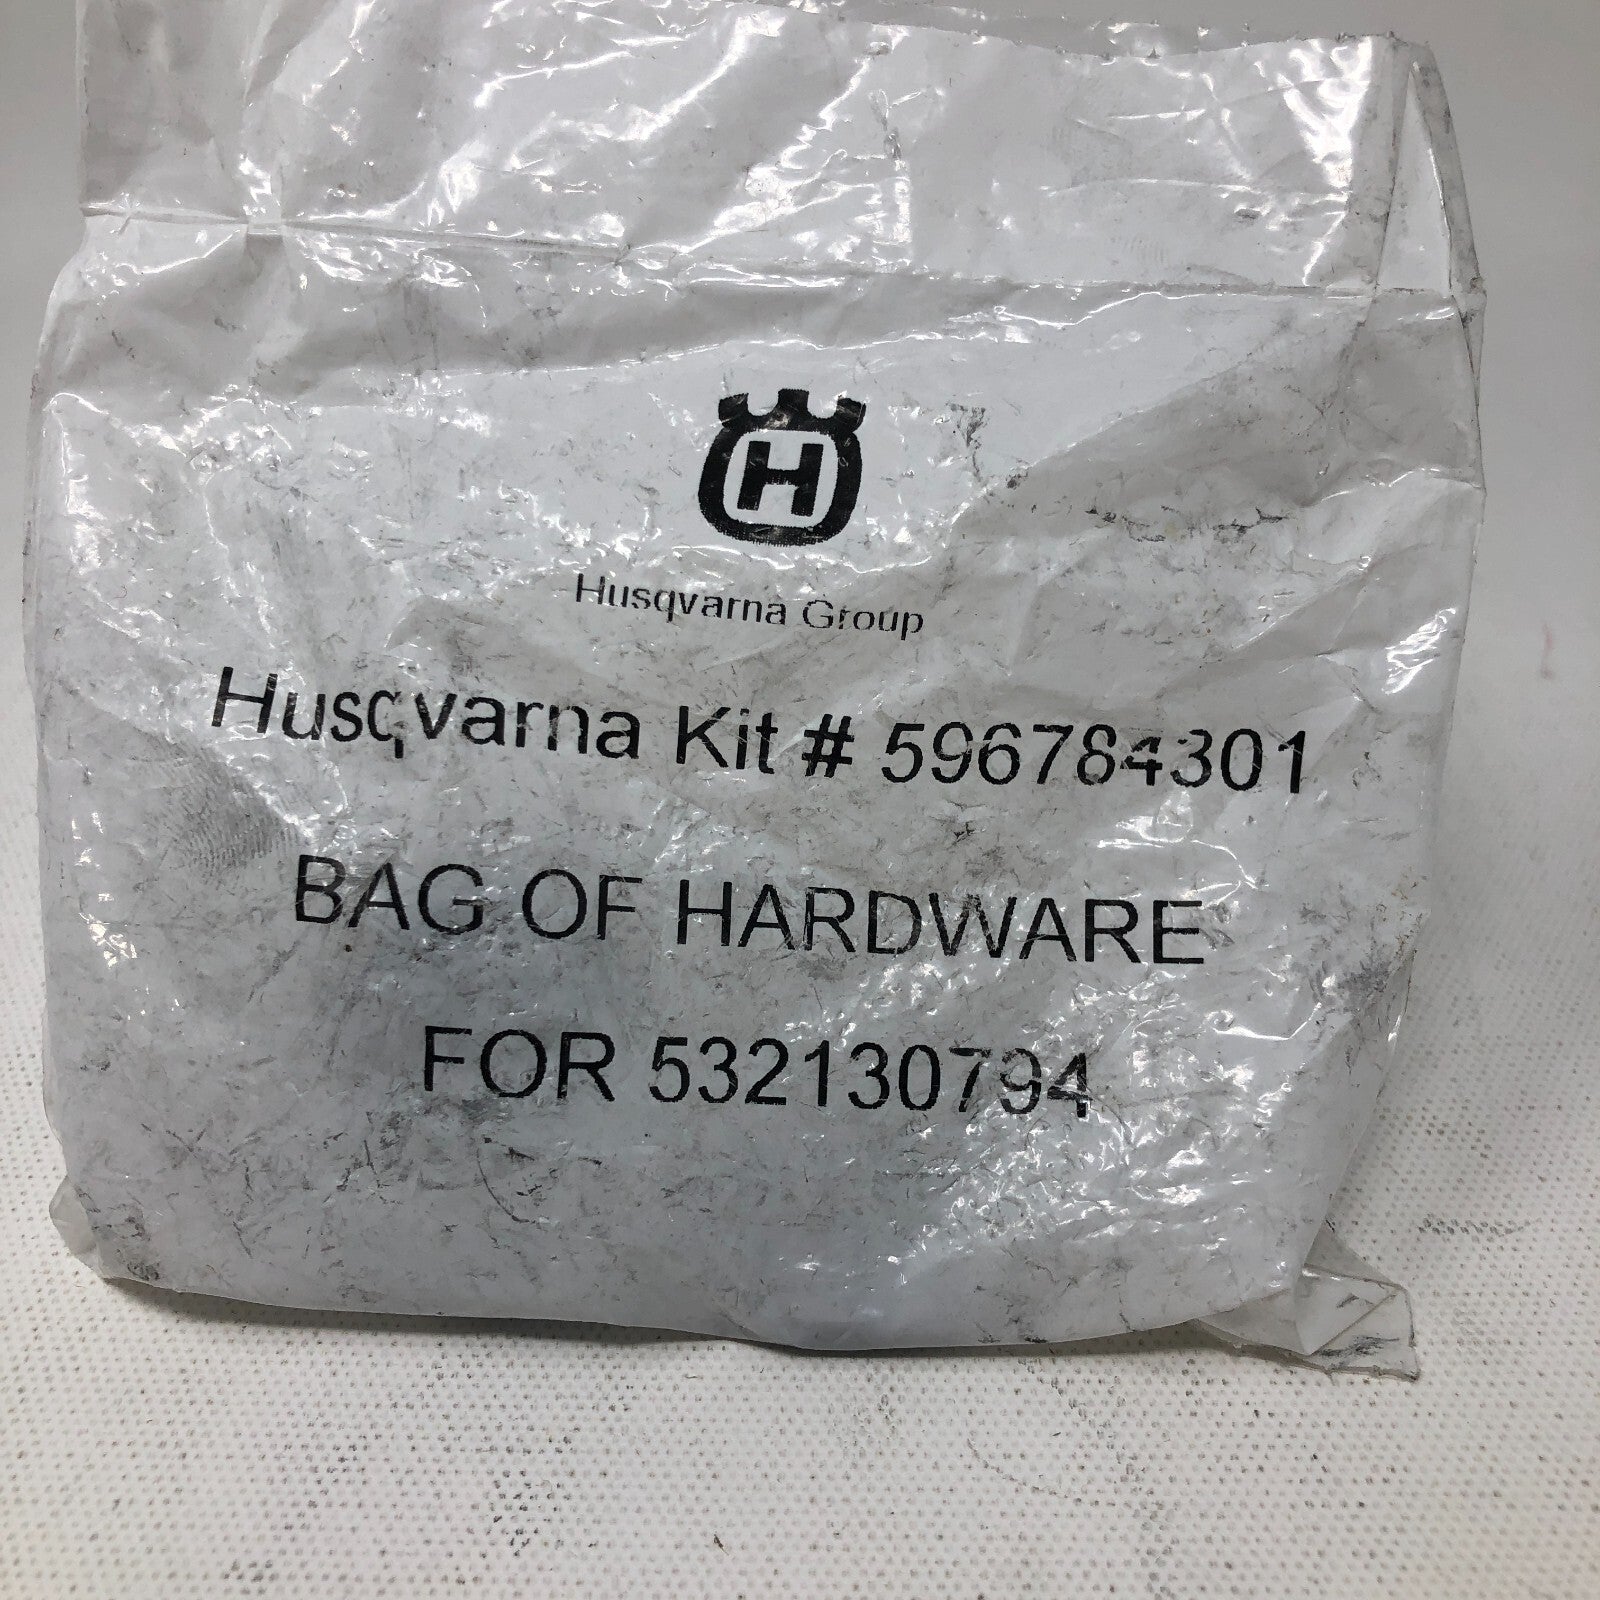 H
Husqvarna Group
Husqvarna Kit # 596784301
BAG OF HARDWARE
FOR 532130794